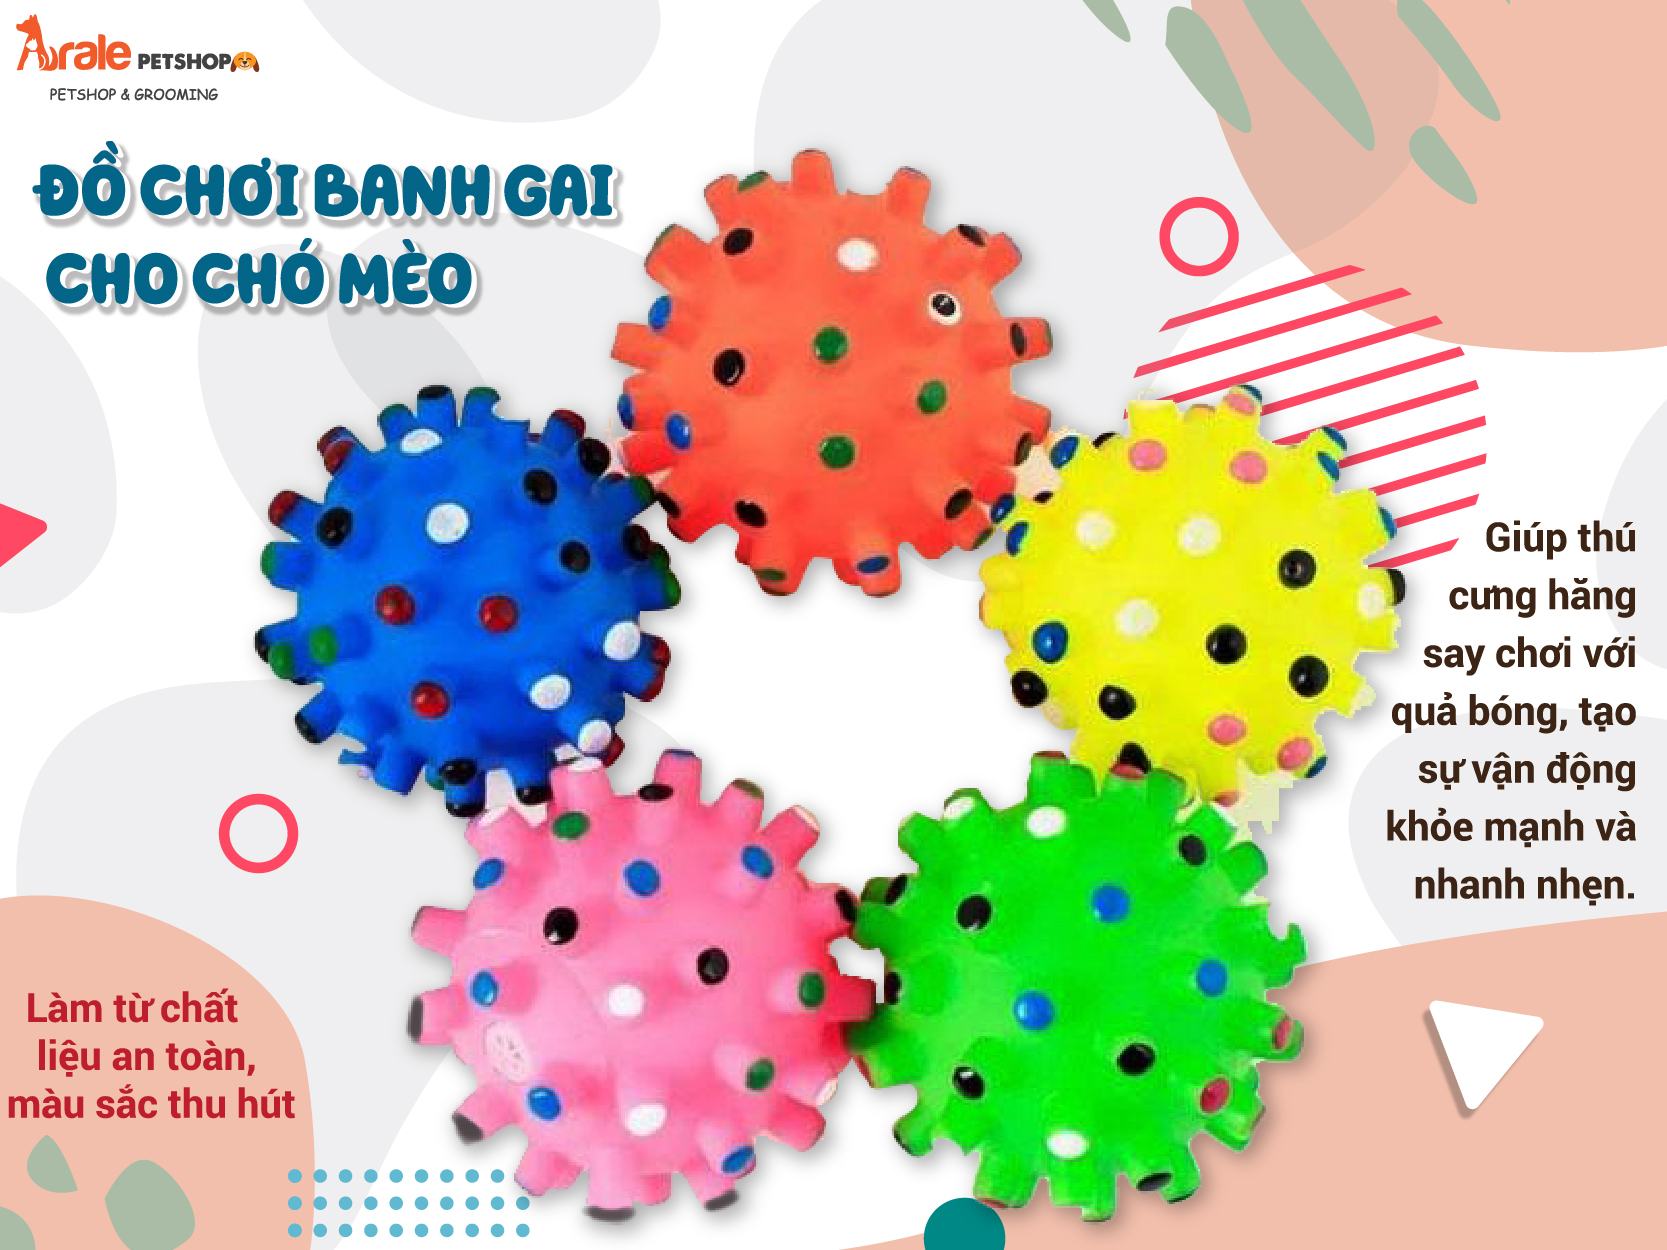 Arale PETSHOP
PETSHOP & GROOMING
ĐỒ CHƠI BANH GAI
CHO CHÓ MÈO
Giúp thú
cưng hăng
say chơi với
quả bóng, tạo
sự vận động
khỏe mạnh và
nhanh nhẹn.
Làm từ chất
liệu an toàn,
màu sắc thu hút